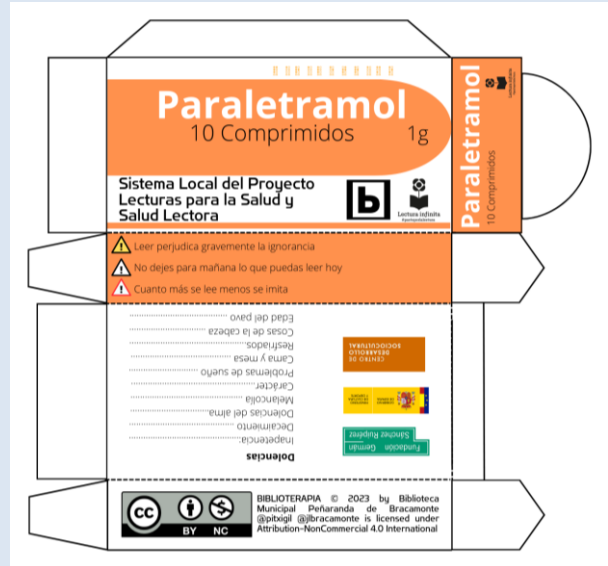 Paraletramol
10 Comprimidos 1g
Sistema Local del Proyecto
Lecturas para la Salud y
Salud Lectora
b
Lectura infinita
Paraletramol
10 Comprimidos
Leer perjudica gravemente la ignorancia
No dejes para mañana lo que puedas leer hoy
Cuanto más se lee menos se imita
Dolencias
Inapetencia:
Decaimiento
Dolencias del alma
Melancolía
Carácter
Problemas de sueño
Cama y mesa
Resfriados
Cosas de la cabeza
Edad del pavo
Fundación Germán
Sánchez Ruipérez
CENTRO DE
DESARROLLO
SOCIOCULTURAL
CC BY NC
BIBLIOTERAPIA © 2023 by Biblioteca
Municipal Peñaranda de Bracamonte
@pitxigil @jlbracamonte is licensed under
Attribution-NonCommercial 4.0 International